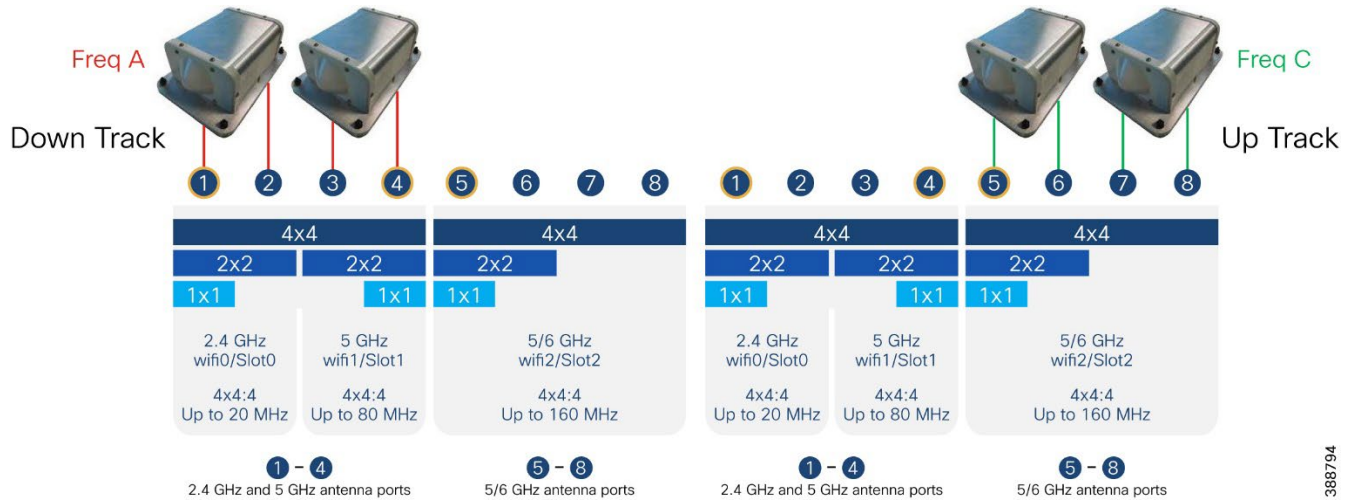 Freq A
Freq C
Down Track
Up Track
1 2 3 4 5 6 7 8 1 2 3 4 5 6 7 8
4x4 4x4 4x4 4x4
2x2 2x2 2x2 2x2 2x2 2x2
1x1 1x1 1x1 1x1 1x1 1x1
2.4 GHz 5 GHz 5/6 GHz 2.4 GHz 5 GHz 5/6 GHz
wifi0/Slot0 wifi1/Slot1 wifi2/Slot2 wifi0/Slot0 wifi1/Slot1 wifi2/Slot2
4x4:4 4x4:4 4x4:4 4x4:4 4x4:4 4x4:4
Up to 20 MHz Up to 80 MHz Up to 160 MHz Up to 20 MHz Up to 80 MHz Up to 160 MHz
1 - 4 5 - 8 1 - 4 5 - 8
2.4 GHz and 5 GHz antenna ports 5/6 GHz antenna ports 2.4 GHz and 5 GHz antenna ports 5/6 GHz antenna ports
388794